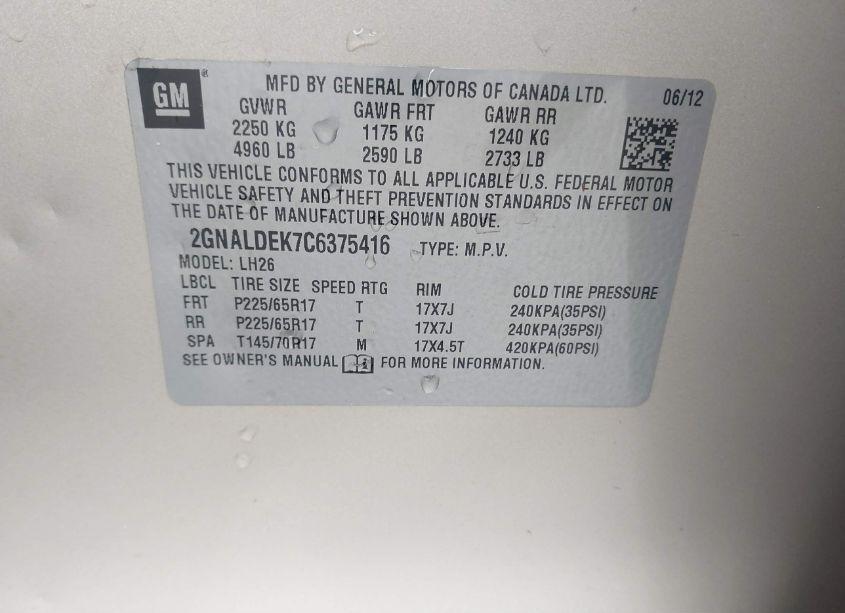 GM ® MFD BY GENERAL MOTORS OF CANADA LTD. 06/12
GVWR GAWR FRT GAWR RR
2250 KG 1175 KG 1240 KG
4960 LB 2590 LB 2733 LB
THIS VEHICLE CONFORMS TO ALL APPLICABLE U.S. FEDERAL MOTOR
VEHICLE SAFETY AND THEFT PREVENTION STANDARDS IN EFFECT ON
THE DATE OF MANUFACTURE SHOWN ABOVE.
2GNALDEK7C6375416 TYPE: M.P.V.
MODEL: LH26
LBCL TIRE SIZE SPEED RTG RIM COLD TIRE PRESSURE
FRT P225/65R17 T 17X7J 240KPA(35PSI)
RR P225/65R17 T 17X7J 240KPA(35PSI)
SPA T145/70R17 M 17X4.5T 420KPA(60PSI)
SEE OWNER'S MANUAL FOR MORE INFORMATION.